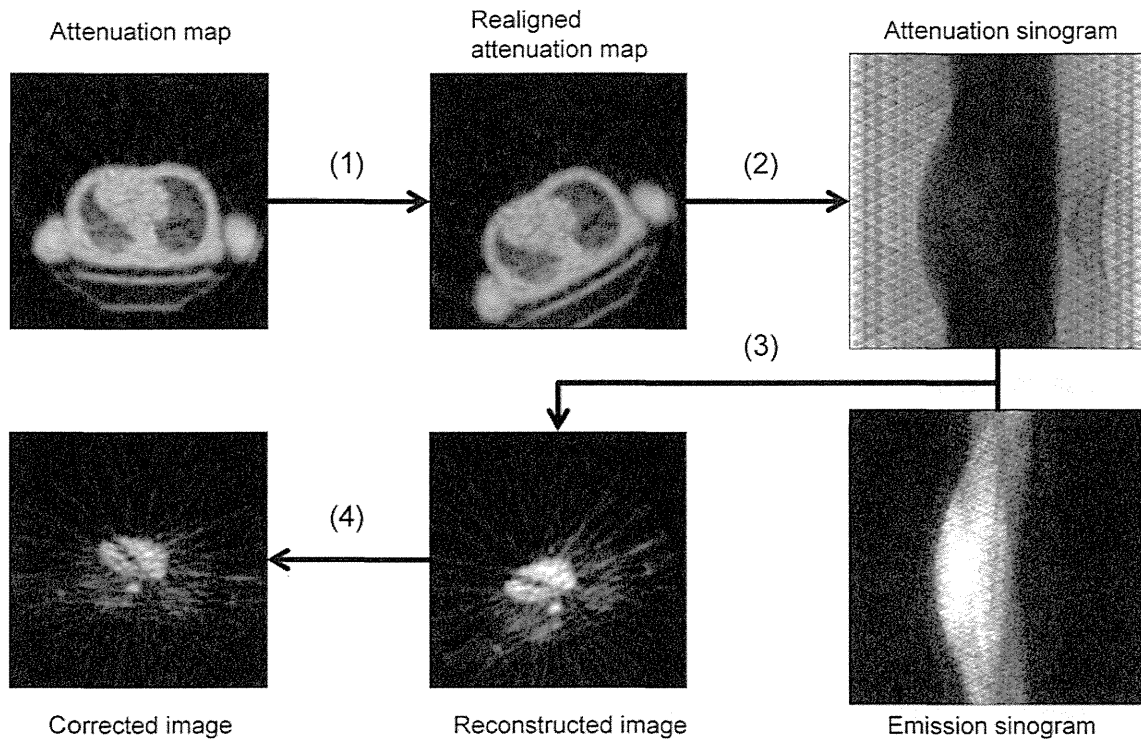 Attenuation map
Realigned
attenuation map
Attenuation sinogram
(1)
(2)
(3)
(4)
Corrected image
Reconstructed image
Emission sinogram